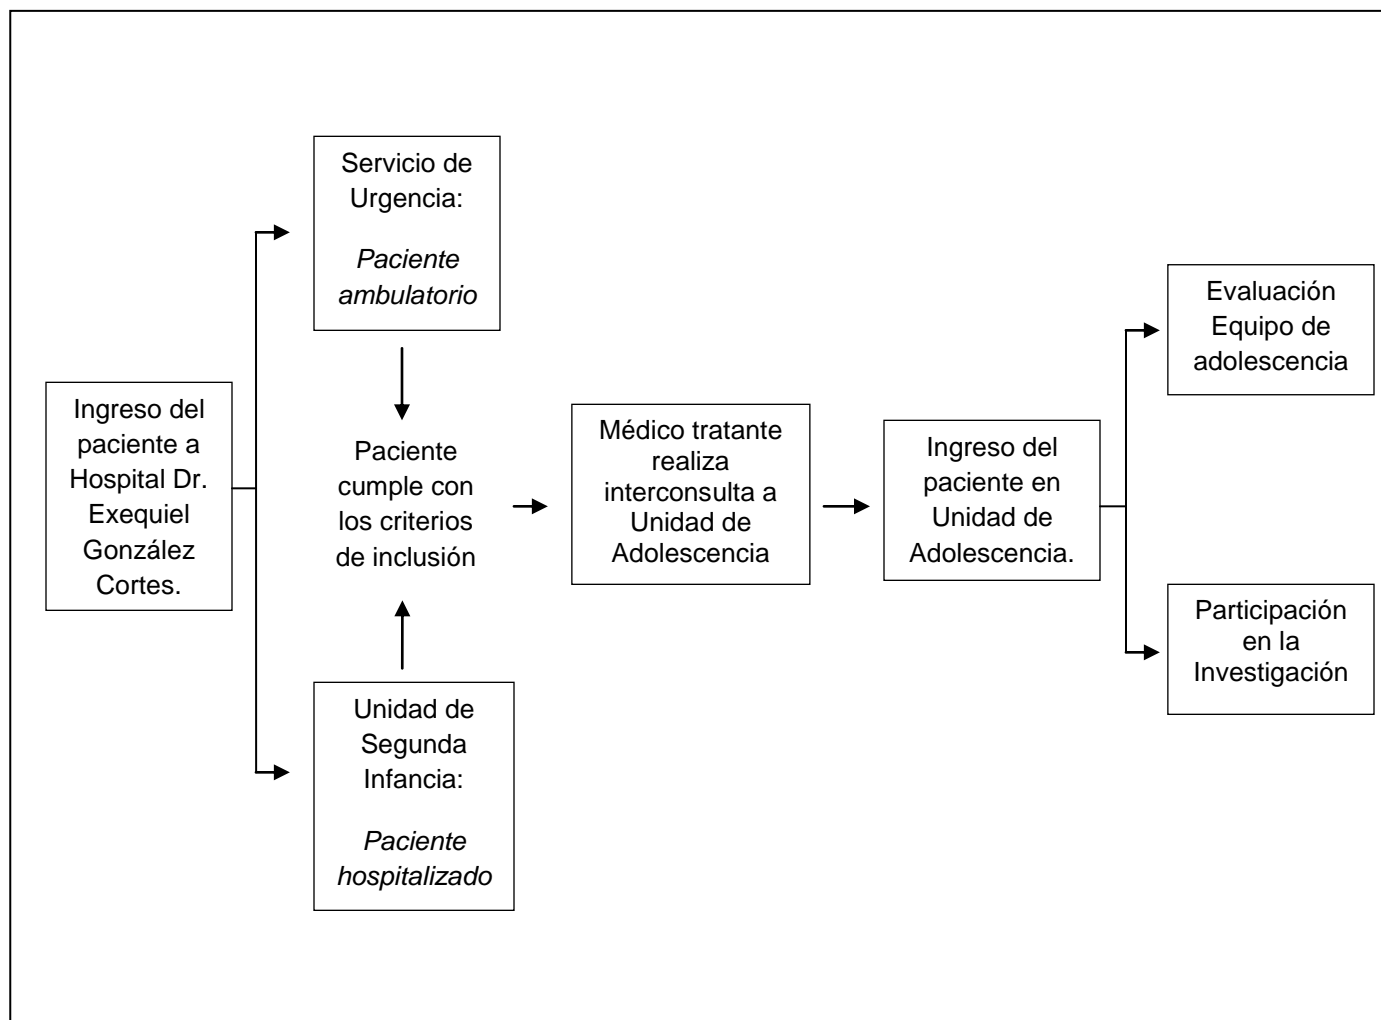 Ingreso del
paciente a
Hospital Dr.
Exequiel
González
Cortes.
Servicio de
Urgencia:
Paciente
ambulatorio
Paciente
cumple con
los criterios
de inclusión
Unidad de
Segunda
Infancia:
Paciente
hospitalizado
Médico tratante
realiza
interconsulta a
Unidad de
Adolescencia
Ingreso del
paciente en
Unidad de
Adolescencia.
Evaluación
Equipo de
adolescencia
Participación
en la
Investigación